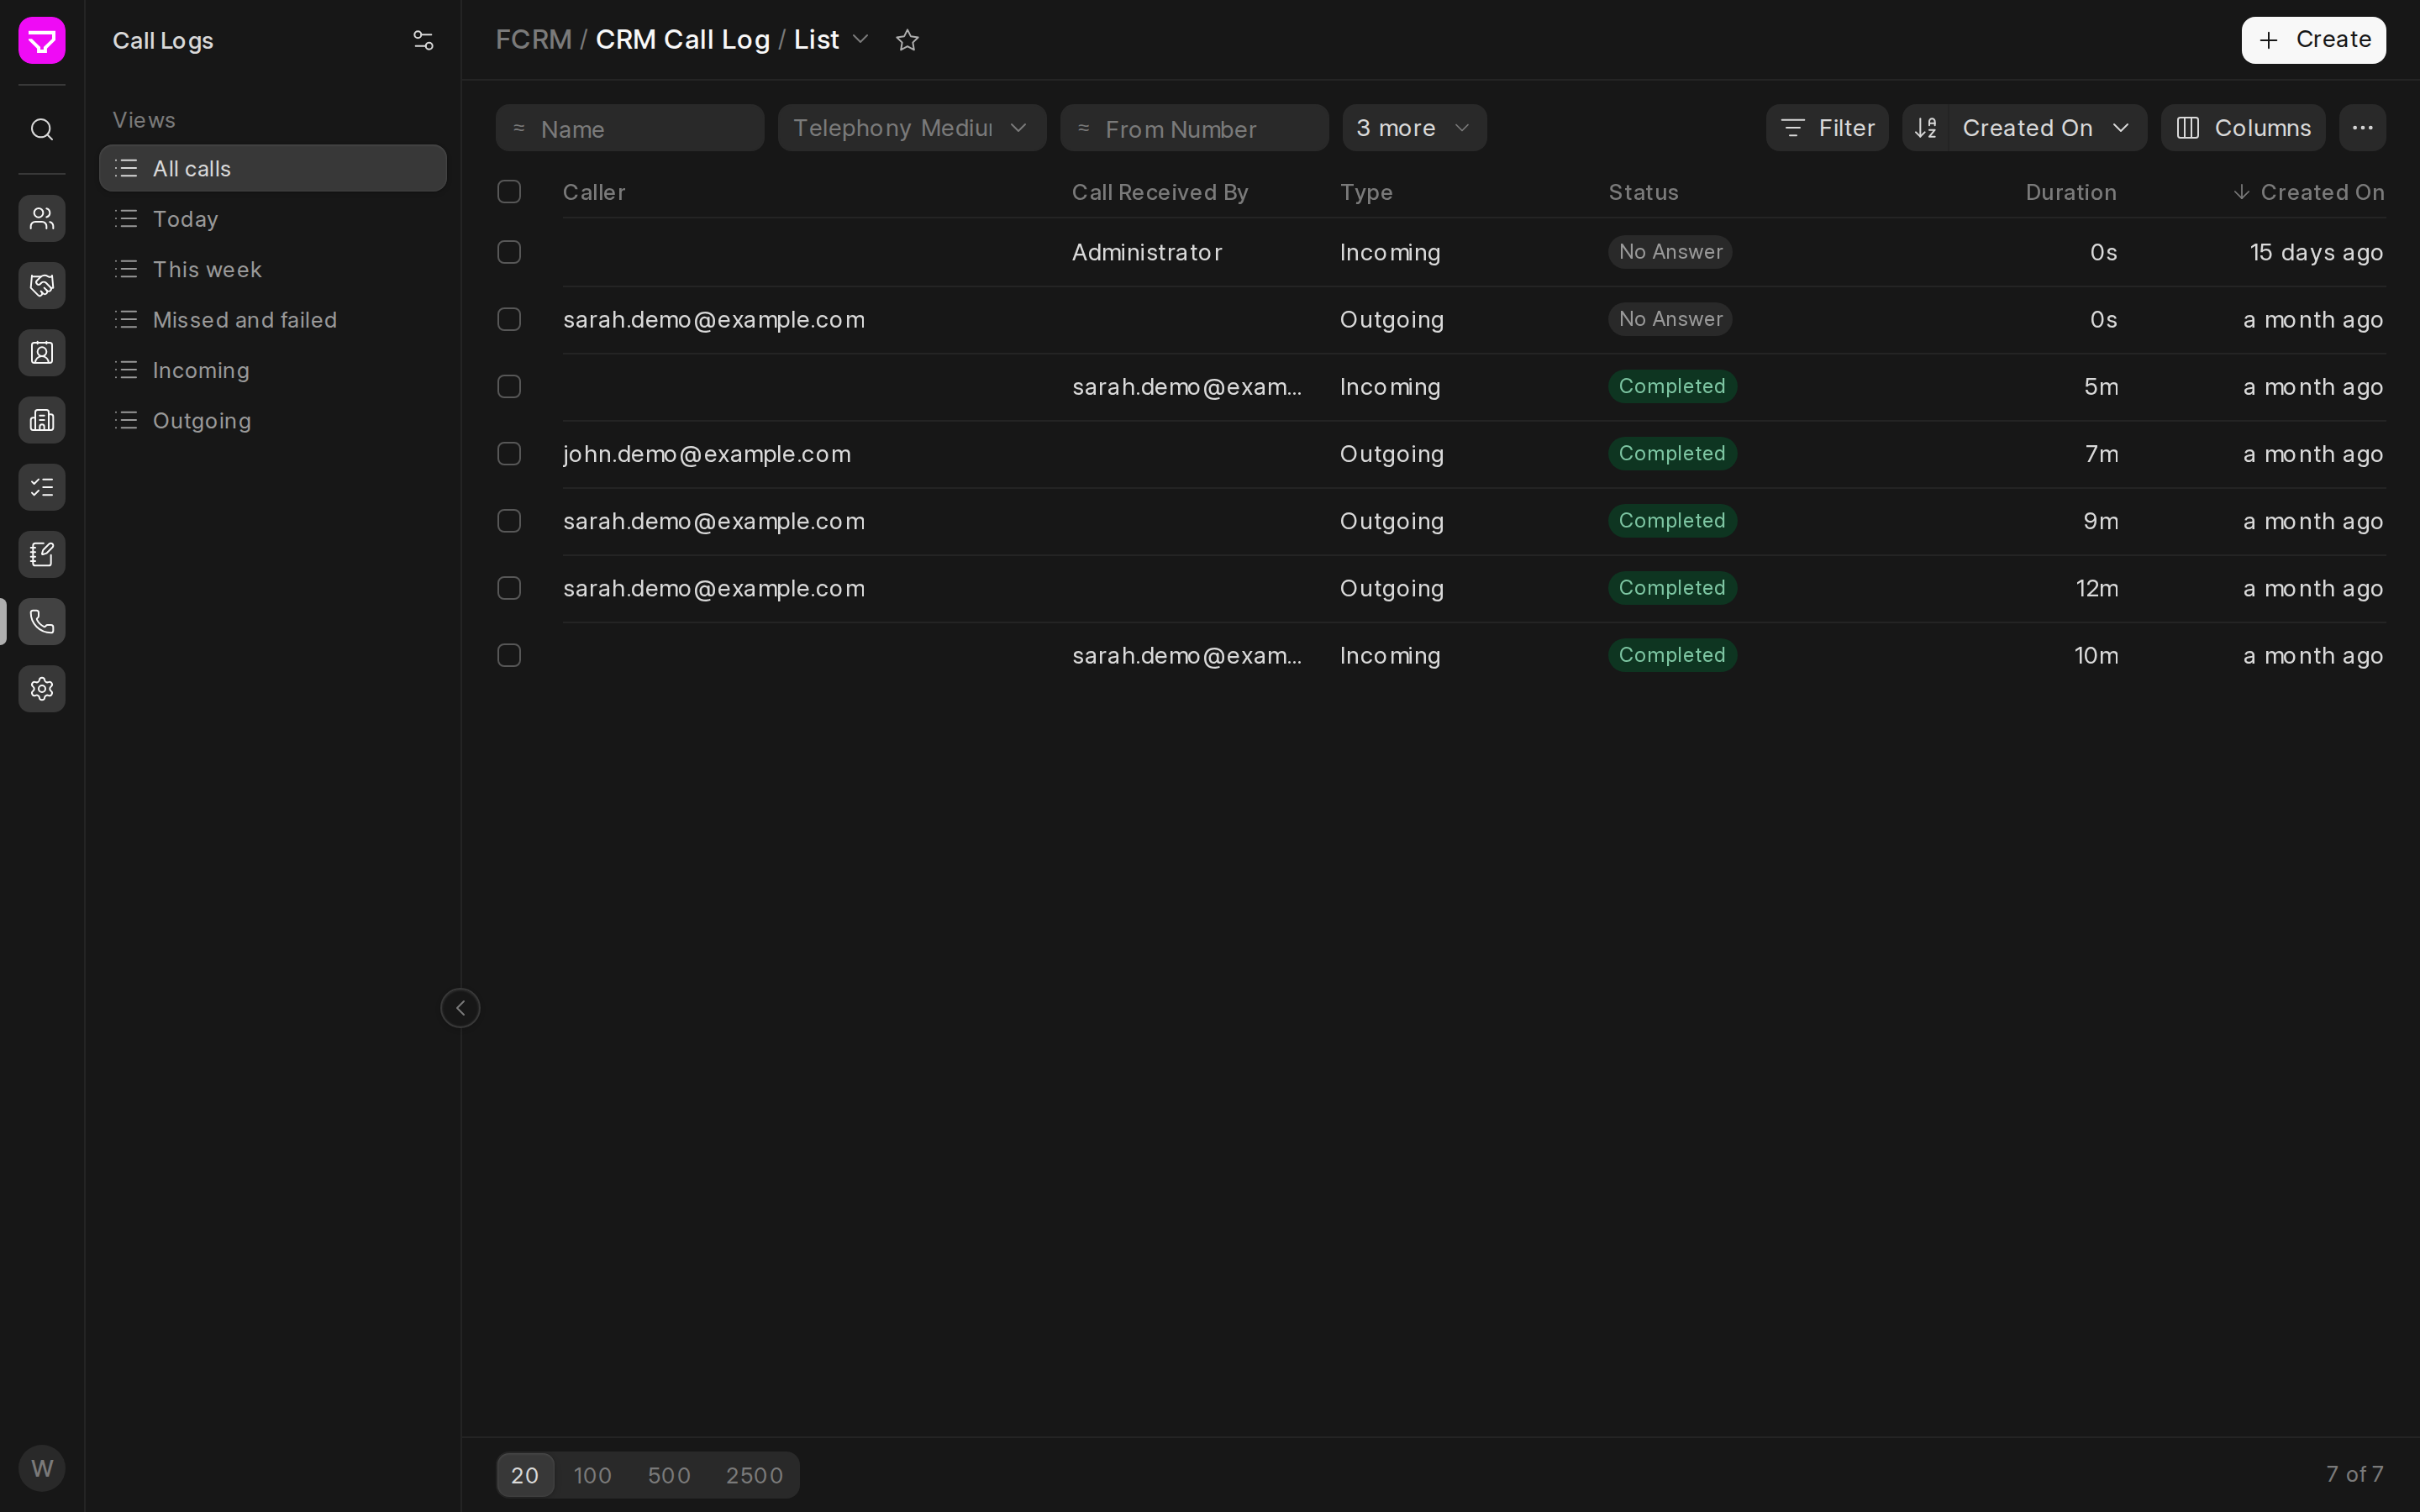 Call Logs
FCRM / CRM Call Log / List
Create
Views
All calls
Today
This week
Missed and failed
Incoming
Outgoing
Name
Telephony Mediu
From Number
3 more
Filter
Created On
Columns
Caller Call Received By Type Status Duration Created On
Administrator Incoming No Answer 0s 15 days ago
sarah.demo@example.com Outgoing No Answer 0s a month ago
sarah.demo@exam... Incoming Completed 5m a month ago
john.demo@example.com Outgoing Completed 7m a month ago
sarah.demo@example.com Outgoing Completed 9m a month ago
sarah.demo@example.com Outgoing Completed 12m a month ago
sarah.demo@exam... Incoming Completed 10m a month ago
W
20 100 500 2500
7 of 7